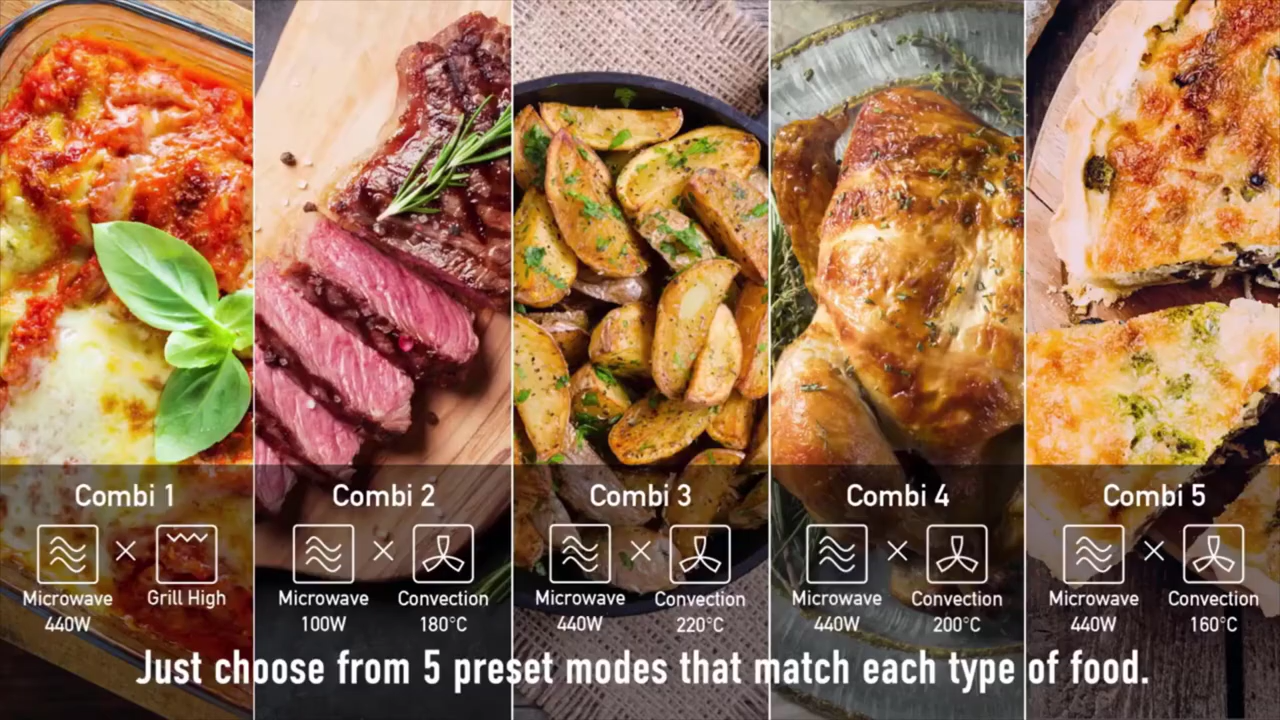 Combi 1
Microwave × Grill High
440W
Combi 2
Microwave × Convection
100W 180°C
Combi 3
Microwave × Convection
440W 220°C
Combi 4
Microwave × Convection
440W 200°C
Combi 5
Microwave × Convection
440W 160°C
Just choose from 5 preset modes that match each type of food.